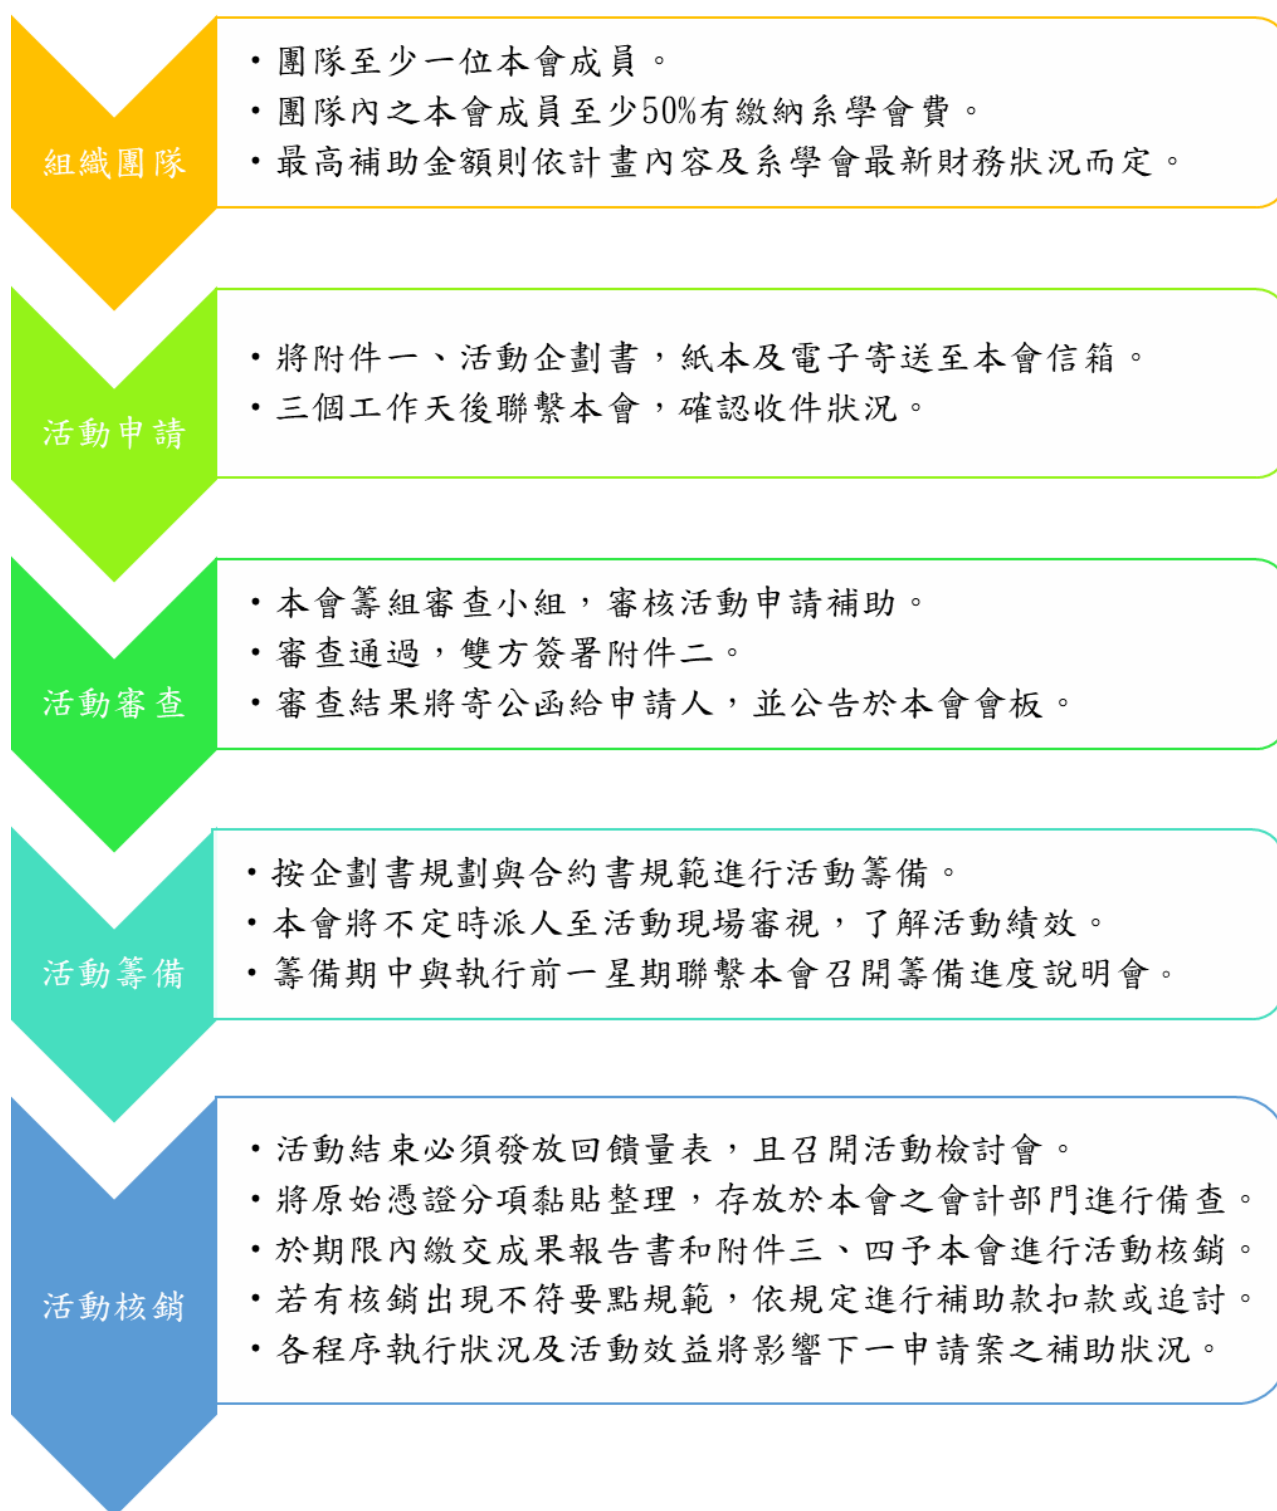 組織團隊
・團隊至少一位本會成員。
・團隊內之本會成員至少50%有繳納系學會費。
・最高補助金額則依計畫內容及系學會最新財務狀況而定。
活動申請
・將附件一、活動企劃書，紙本及電子寄送至本會信箱。
・三個工作天後聯繫本會，確認收件狀況。
活動審查
・本會籌組審查小組，審核活動申請補助。
・審查通過，雙方簽署附件二。
・審查結果將寄公函給申請人，並公告於本會會板。
活動籌備
・按企劃書規劃與合約書規範進行活動籌備。
・本會將不定時派人至活動現場審視，了解活動績效。
・籌備期中與執行前一星期聯繫本會召開籌備進度說明會。
活動核銷
・活動結束必須發放回饋量表，且召開活動檢討會。
・將原始憑證分項黏貼整理，存放於本會之會計部門進行備查。
・於期限內繳交成果報告書和附件三、四予本會進行活動核銷。
・若有核銷出現不符要點規範，依規定進行補助款扣款或追討。
・各程序執行狀況及活動效益將影響下一申請案之補助狀況。